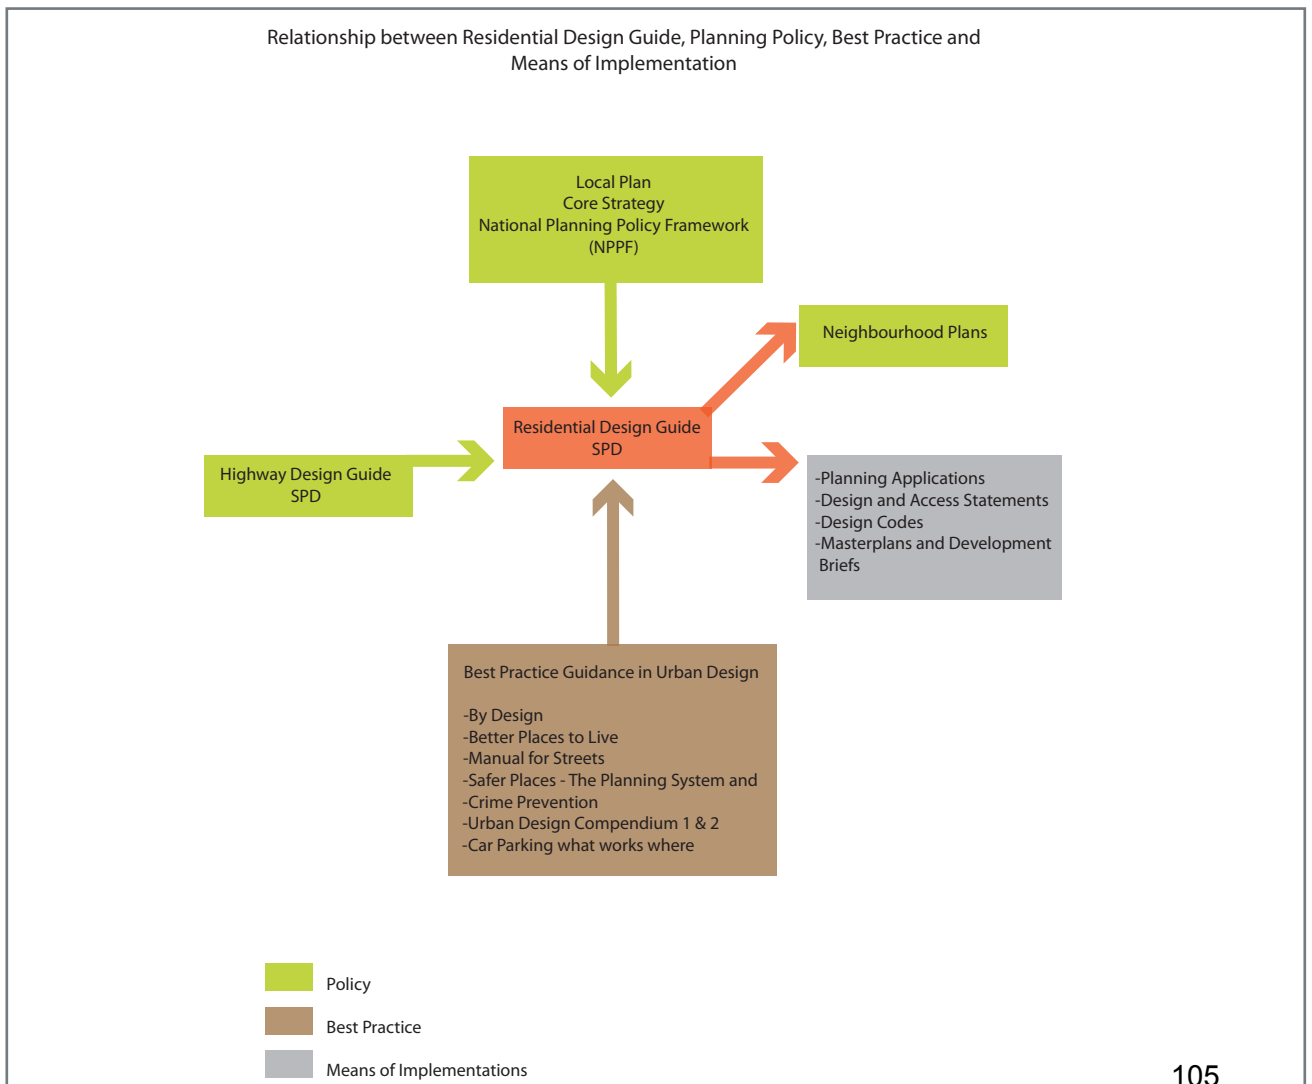 Relationship between Residential Design Guide, Planning Policy, Best Practice and
Means of Implementation
Local Plan
Core Strategy
National Planning Policy Framework
(NPPF)
Neighbourhood Plans
Residential Design Guide
SPD
Highway Design Guide
SPD
-Planning Applications
-Design and Access Statements
-Design Codes
-Masterplans and Development
Briefs
Best Practice Guidance in Urban Design
-By Design
-Better Places to Live
-Manual for Streets
-Safer Places - The Planning System and
-Crime Prevention
-Urban Design Compendium 1 & 2
-Car Parking what works where
Policy
Best Practice
Means of Implementations
105